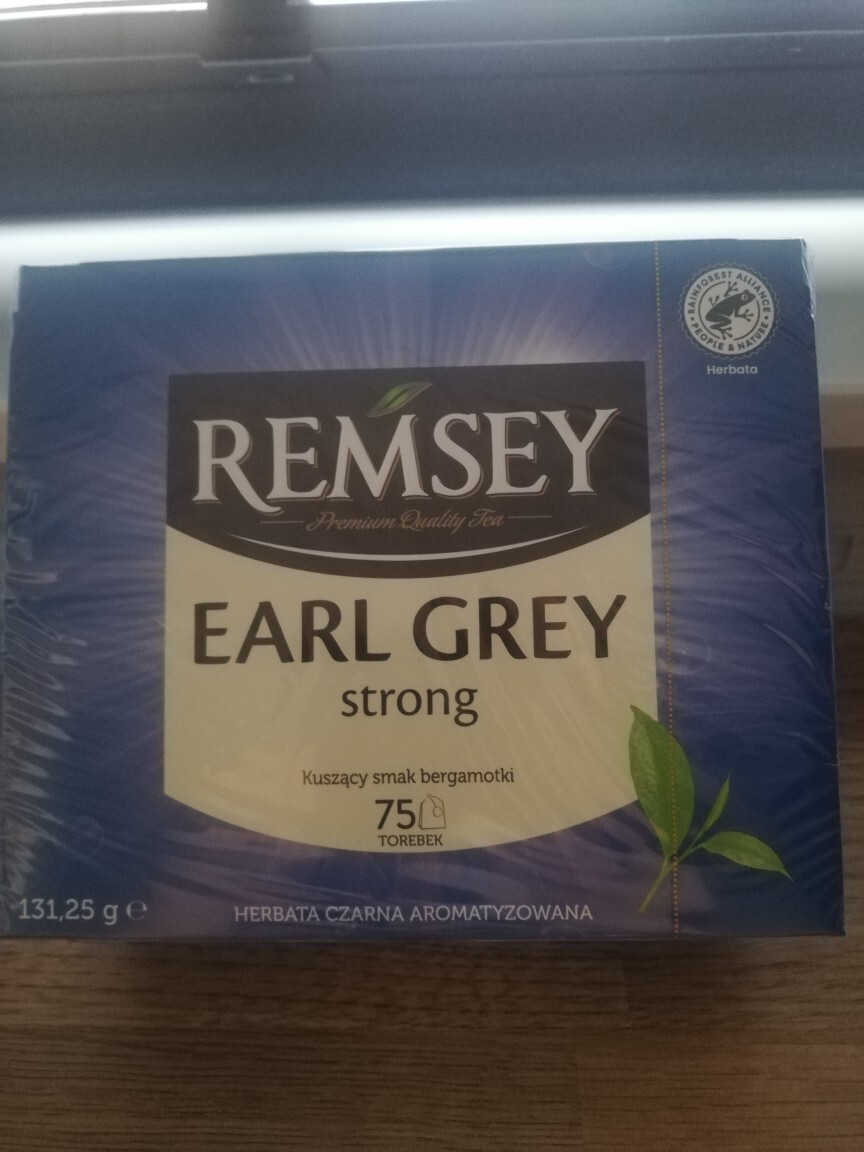 RAINFOREST ALLIANCE
PEOPLE & NATURE
Herbata
REMSEY
Premium Quality Tea
EARL GREY
strong
Kuszący smak bergamotki
75
TOREBEK
131,25 g ℮
HERBATA CZARNA AROMATYZOWANA